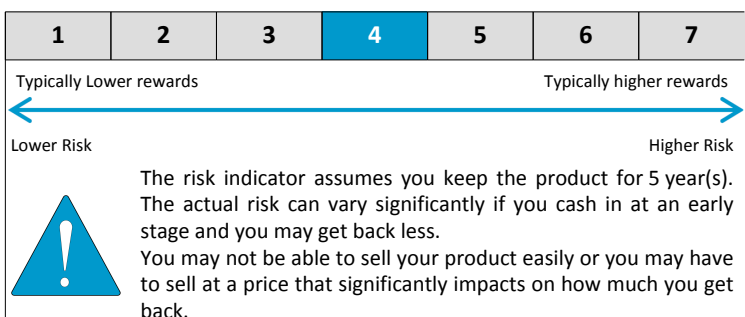 1 2 3 4 5 6 7
Typically Lower rewards Typically higher rewards
Lower Risk Higher Risk
The risk indicator assumes you keep the product for 5 year(s).
The actual risk can vary significantly if you cash in at an early
stage and you may get back less.
You may not be able to sell your product easily or you may have
to sell at a price that significantly impacts on how much you get
back.